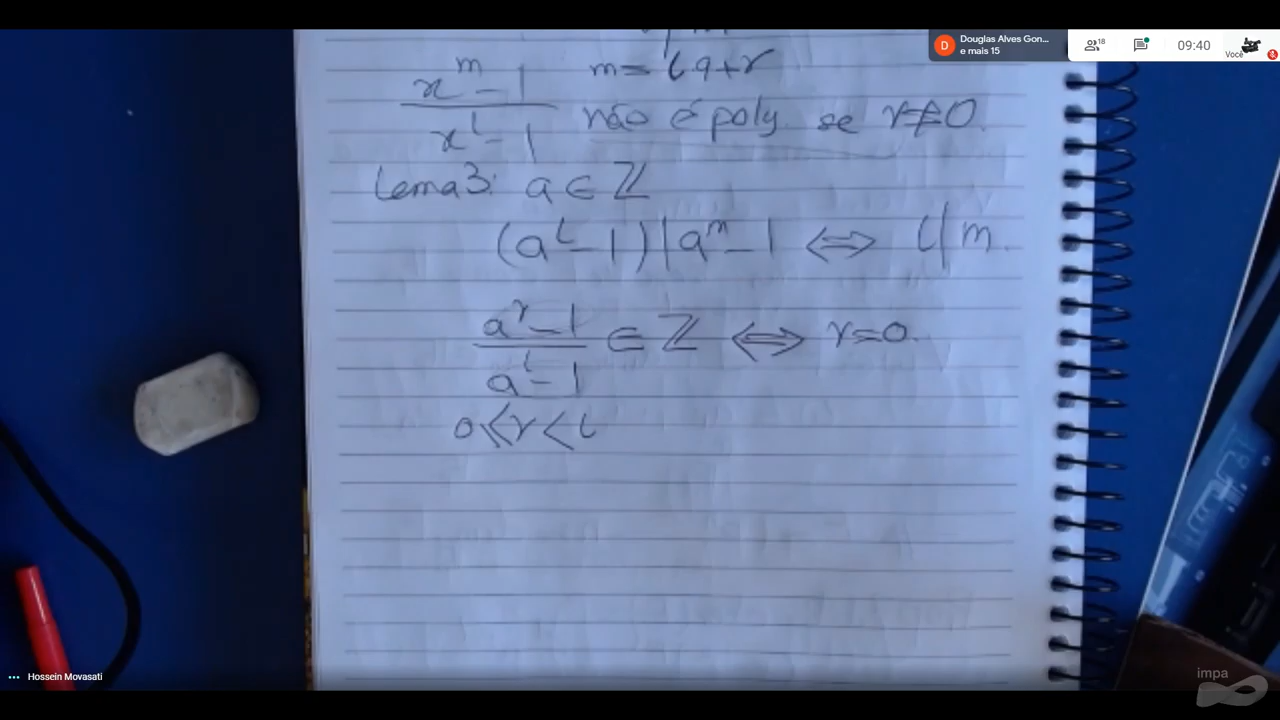 Douglas Alves Gon...
e mais 15
18
09:40
Você
m = lq+r
x^m - 1
x^l - 1
não é poly se r≠0.
Lema 3: a ∈ ℤ
(a^l - 1) | a^m - 1 ⟺ l | m.
a^r - 1
a^l - 1
∈ ℤ ⟺ r=0.
0 ≤ r < l
Hossein Movasati
impa